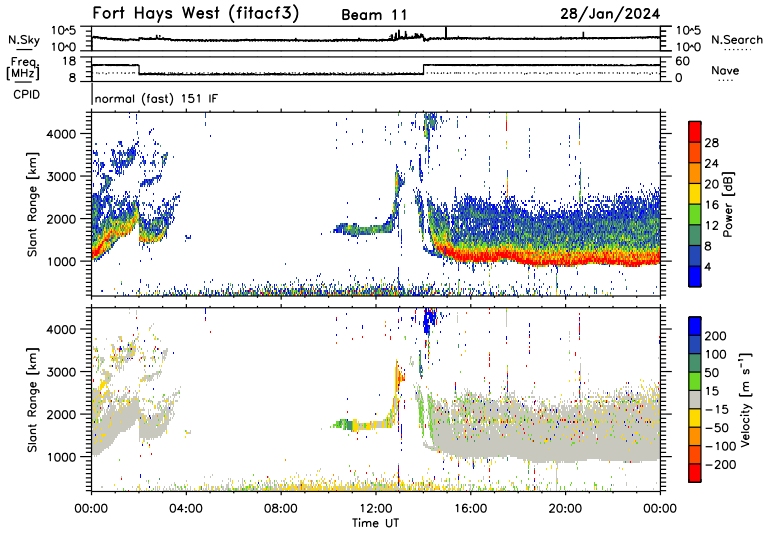 Fort Hays West (fitacf3) Beam 11 28/Jan/2024
N.Sky
10^5
10^0
10^5
10^0
N.Search
Freq.
[MHz]
18
8
60
0
Nave
CPID
normal (fast) 151 IF
Slant Range [km]
4000
3000
2000
1000
28
24
20
16
12
8
4
Power [dB]
Slant Range [km]
4000
3000
2000
1000
200
100
50
15
-15
-50
-100
-200
Velocity [m s⁻¹]
00:00 04:00 08:00 12:00 16:00 20:00 00:00
Time UT